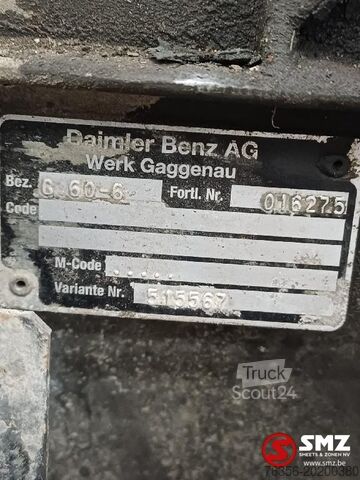 Daimler Benz AG
Werk Gaggenau
Bez. G 60-6 Fortl. Nr. 016275
Code
M-Code .....
Variante Nr. 515567
Truck
Scout24
SMZ
SMEETS & ZONEN NV
www.smz.be